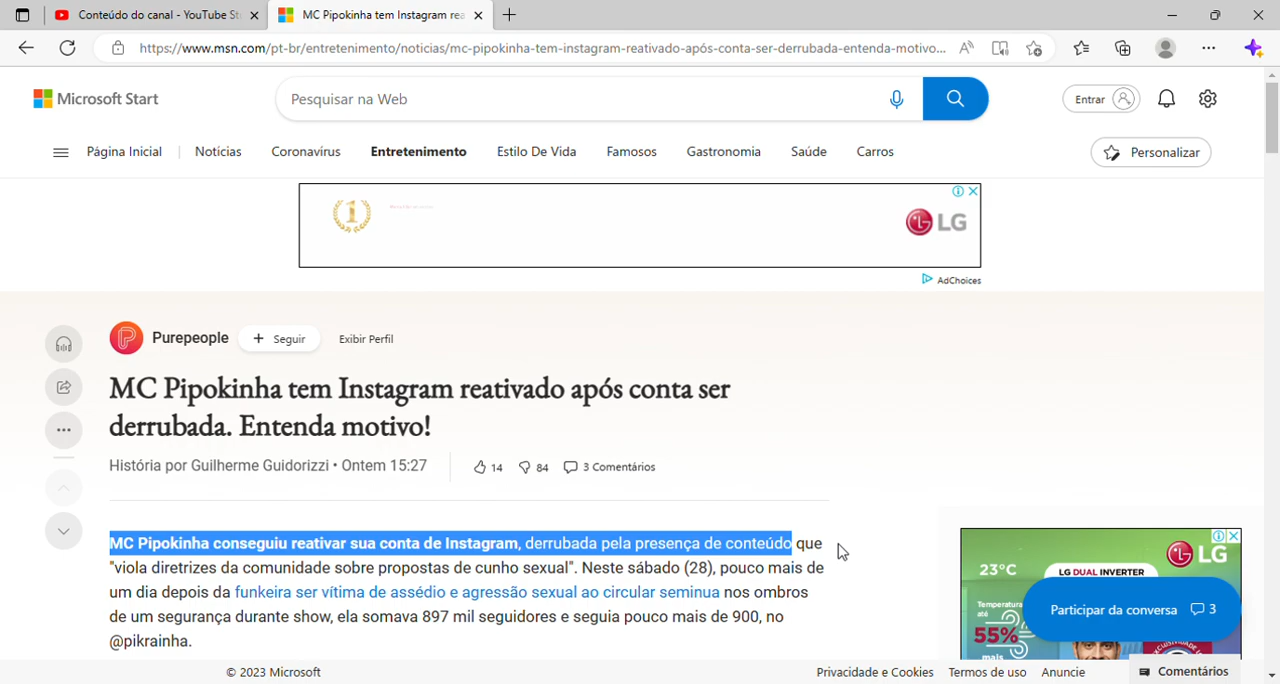 Conteúdo do canal - YouTube St
MC Pipokinha tem Instagram rea
https://www.msn.com/pt-br/entretenimento/noticias/mc-pipokinha-tem-instagram-reativado-após-conta-ser-derrubada-entenda-motivo...
Microsoft Start
Pesquisar na Web
Entrar
Página Inicial
Notícias
Coronavírus
Entretenimento
Estilo De Vida
Famosos
Gastronomia
Saúde
Carros
Personalizar
1
LG
AdChoices
Purepeople
+ Seguir
Exibir Perfil
MC Pipokinha tem Instagram reativado após conta ser
derrubada. Entenda motivo!
História por Guilherme Guidorizzi • Ontem 15:27
14
84
3 Comentários
MC Pipokinha conseguiu reativar sua conta de Instagram, derrubada pela presença de conteúdo que
"viola diretrizes da comunidade sobre propostas de cunho sexual". Neste sábado (28), pouco mais de
um dia depois da funkeira ser vítima de assédio e agressão sexual ao circular seminua nos ombros
de um segurança durante show, ela somava 897 mil seguidores e seguia pouco mais de 900, no
@pikrainha.
LG
23°C
LG DUAL INVERTER
Temperatura
até
55%
mais
Participar da conversa 3
© 2023 Microsoft
Privacidade e Cookies
Termos de uso
Anuncie
Comentários